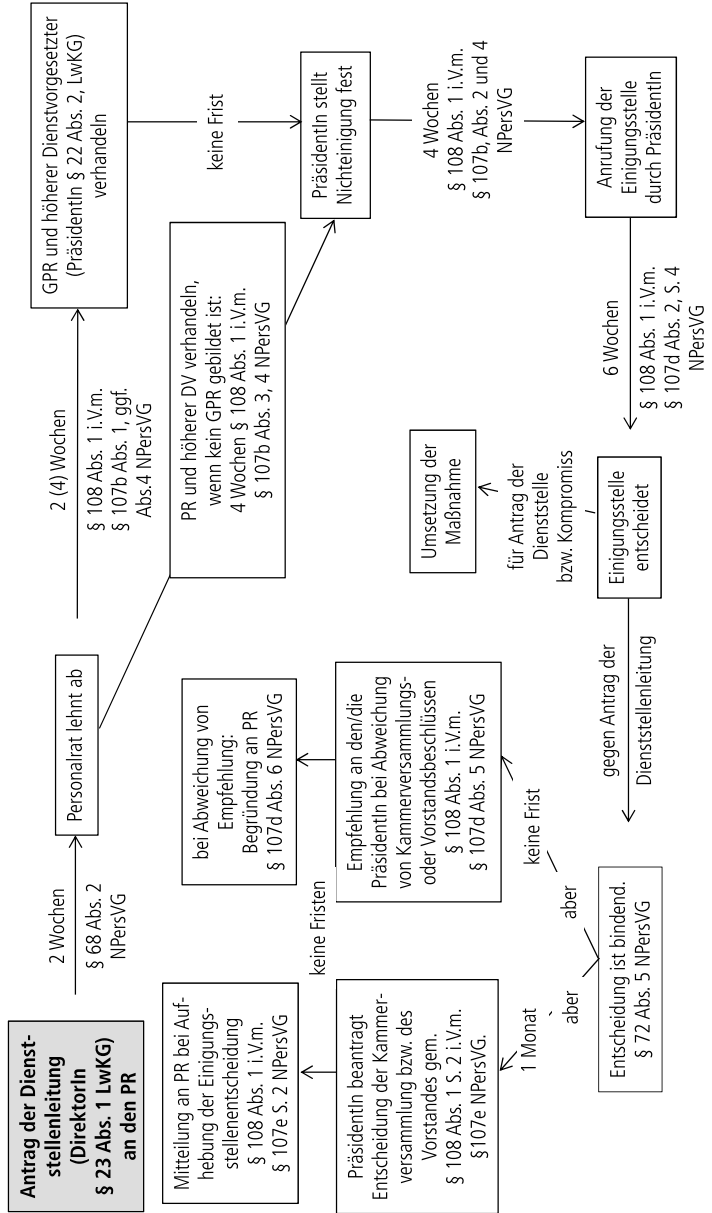 Antrag der Dienst-
stellenleitung
(DirektorIn
§ 23 Abs. 1 LwKG)
an den PR
2 Wochen
§ 68 Abs. 2
NPersVG
Personalrat lehnt ab
2 (4) Wochen
§ 108 Abs. 1 i.V.m.
§ 107b Abs. 1, ggf.
Abs.4 NPersVG
GPR und höherer Dienstvorgesetzter
(PräsidentIn § 22 Abs. 2, LwKG)
verhandeln
PR und höherer DV verhandeln,
wenn kein GPR gebildet ist:
4 Wochen § 108 Abs. 1 i.V.m.
§ 107b Abs. 3, 4 NPersVG
keine Frist
PräsidentIn stellt
Nichteinigung fest
4 Wochen
§ 108 Abs. 1 i.V.m.
§ 107b, Abs. 2 und 4
NPersVG
Anrufung der
Einigungsstelle
durch PräsidentIn
6 Wochen
§ 108 Abs. 1 i.V.m.
§ 107d Abs. 2, S. 4
NPersVG
Einigungsstelle
entscheidet
für Antrag der
Dienststelle
bzw. Kompromiss
Umsetzung der
Maßnahme
gegen Antrag der
Dienststellenleitung
Entscheidung ist bindend.
§ 72 Abs. 5 NPersVG
aber
keine Frist
Empfehlung an den/die
PräsidentIn bei Abweichung
von Kammerversammlungs-
oder Vorstandsbeschlüssen
§ 108 Abs. 1 i.V.m.
§ 107d Abs. 5 NPersVG
bei Abweichung von
Empfehlung:
Begründung an PR
§ 107d Abs. 6 NPersVG
keine Fristen
aber
1 Monat
PräsidentIn beantragt
Entscheidung der Kammer-
versammlung bzw. des
Vorstandes gem.
§ 108 Abs. 1 S. 2 i.V.m.
§107e NPersVG.
Mitteilung an PR bei Auf-
hebung der Einigungs-
stellenentscheidung
§ 108 Abs. 1 i.V.m.
§ 107e S. 2 NPersVG